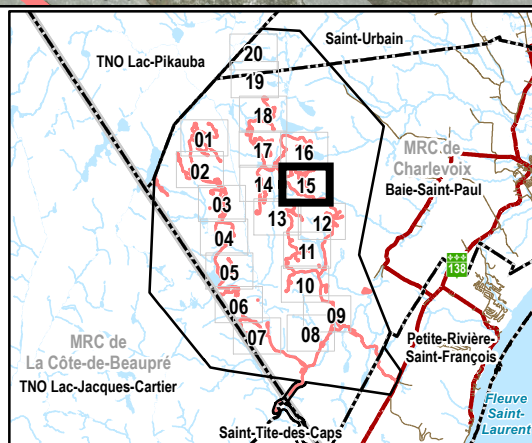 20
Saint-Urbain
TNO Lac-Pikauba
19
18
01
17
16
MRC de
Charlevoix
Baie-Saint-Paul
02
14
15
03
13
12
04
11
138
05
10
06
09
07
08
Petite-Rivière-
Saint-François
MRC de
La Côte-de-Beaupré
TNO Lac-Jacques-Cartier
Fleuve
Saint-
Laurent
Saint-Tite-des-Caps